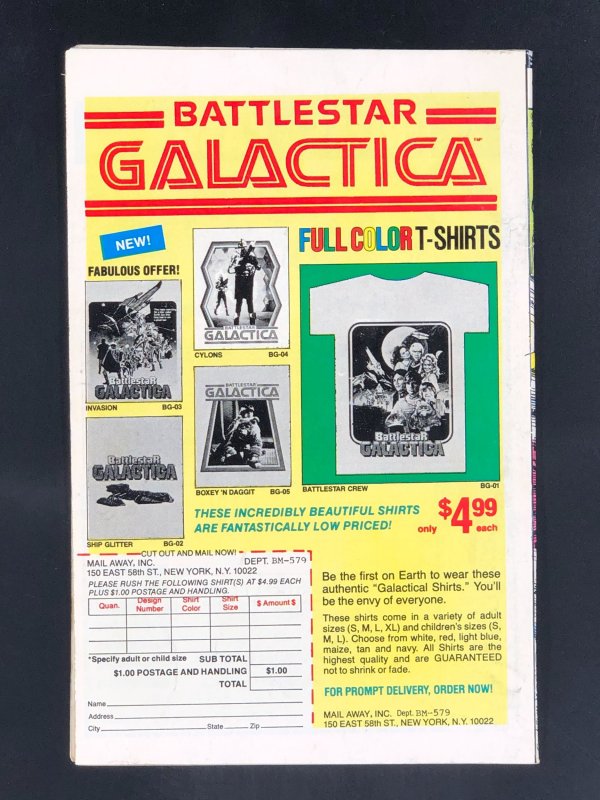 BATTLESTAR
GALACTICA™
NEW!
FULL COLOR T-SHIRTS
FABULOUS OFFER!
Battlestar
GALACTICA
INVASION BG-03
BATTLESTAR
GALACTICA
CYLONS BG-04
Battlestar
GALACTICA
SHIP GLITTER BG-02
BATTLESTAR
GALACTICA
BOXEY 'N DAGGIT BG-05
Battlestar
GALACTICA
BATTLESTAR CREW BG-01
THESE INCREDIBLY BEAUTIFUL SHIRTS
ARE FANTASTICALLY LOW PRICED!
only $4.99 each
CUT OUT AND MAIL NOW!
MAIL AWAY, INC. DEPT. BM-579
150 EAST 58th ST., NEW YORK, N.Y. 10022
PLEASE RUSH THE FOLLOWING SHIRT(S) AT $4.99 EACH
PLUS $1.00 POSTAGE AND HANDLING.
Quan. Design Number Shirt Color Shirt Size $ Amount $
*Specify adult or child size SUB TOTAL
$1.00 POSTAGE AND HANDLING $1.00
TOTAL
Name
Address
City State Zip
Be the first on Earth to wear these
authentic "Galactical Shirts." You'll
be the envy of everyone.
These shirts come in a variety of adult
sizes (S, M, L, XL) and children's sizes (S,
M, L). Choose from white, red, light blue,
maize, tan and navy. All Shirts are the
highest quality and are GUARANTEED
not to shrink or fade.
FOR PROMPT DELIVERY, ORDER NOW!
MAIL AWAY, INC. Dept. BM-579
150 EAST 58th ST., NEW YORK, N.Y. 10022